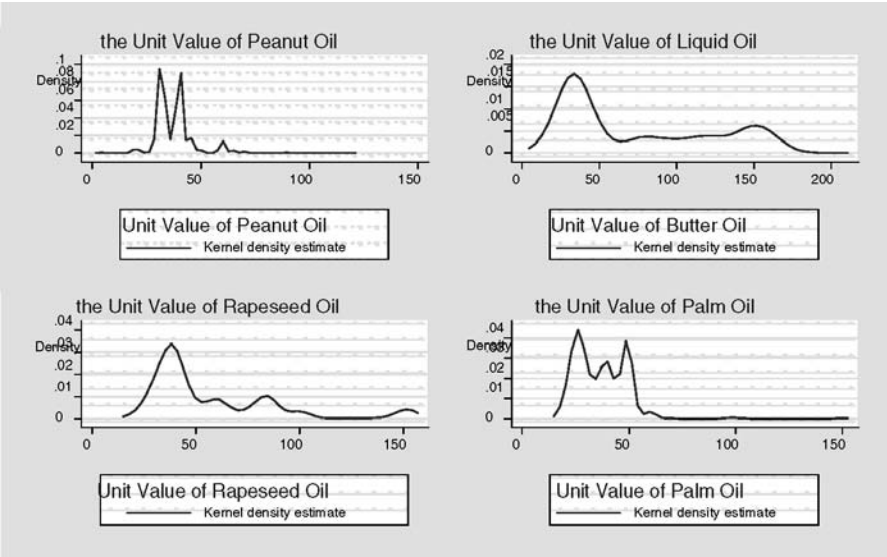 the Unit Value of Peanut Oil
.1
.08
Density
.06
.04
.02
0
0 50 100 150
Unit Value of Peanut Oil
Kernel density estimate
the Unit Value of Liquid Oil
.02
.015
Density
.01
.005
0
0 50 100 150 200
Unit Value of Butter Oil
Kernel density estimate
the Unit Value of Rapeseed Oil
.04
.03
Density
.02
.01
0
0 50 100 150
Unit Value of Rapeseed Oil
Kernel density estimate
the Unit Value of Palm Oil
.04
.03
Density
.02
.01
0
0 50 100 150
Unit Value of Palm Oil
Kernel density estimate